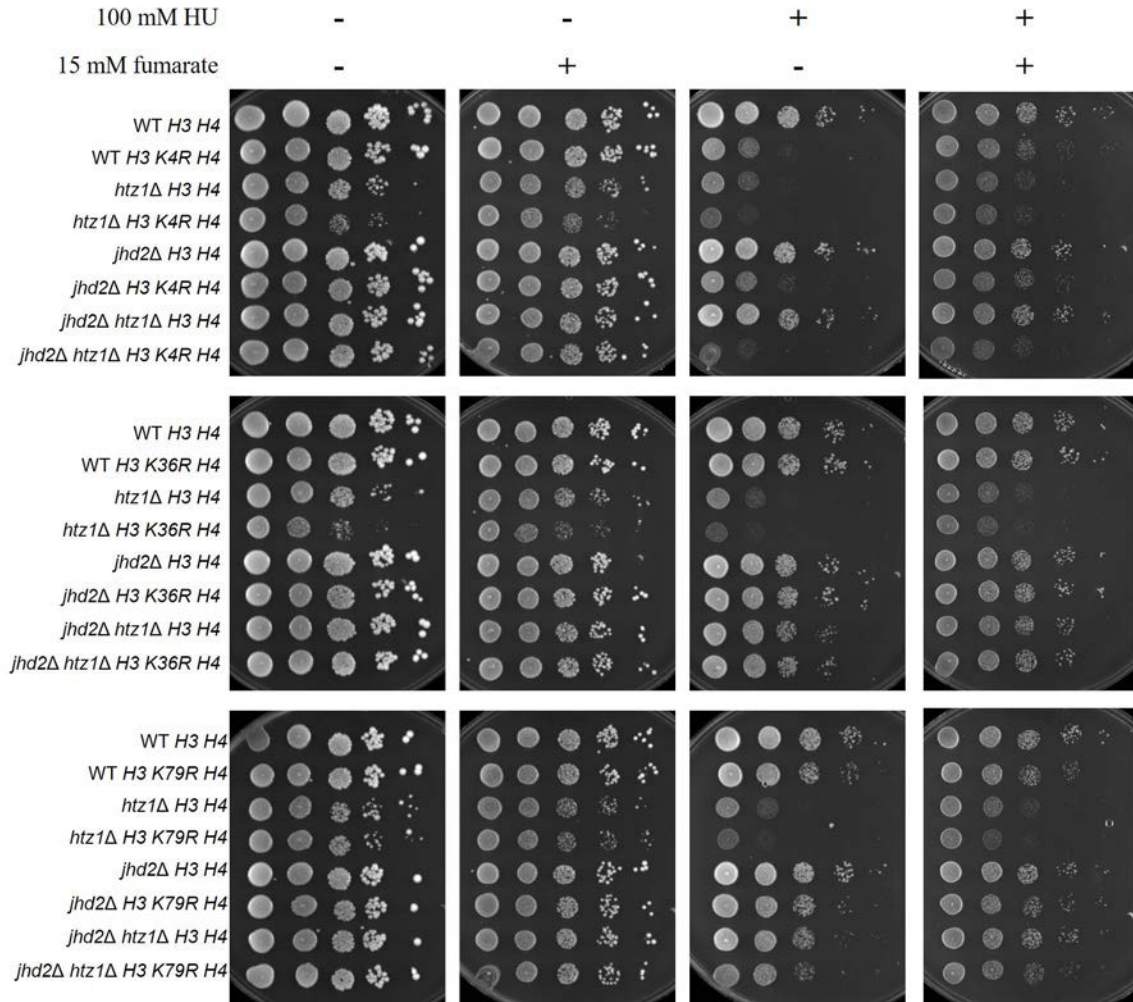 100 mM HU - - + +
15 mM fumarate - + - +
WT H3 H4
WT H3 K4R H4
htz1Δ H3 H4
htz1Δ H3 K4R H4
jhd2Δ H3 H4
jhd2Δ H3 K4R H4
jhd2Δ htz1Δ H3 H4
jhd2Δ htz1Δ H3 K4R H4
WT H3 H4
WT H3 K36R H4
htz1Δ H3 H4
htz1Δ H3 K36R H4
jhd2Δ H3 H4
jhd2Δ H3 K36R H4
jhd2Δ htz1Δ H3 H4
jhd2Δ htz1Δ H3 K36R H4
WT H3 H4
WT H3 K79R H4
htz1Δ H3 H4
htz1Δ H3 K79R H4
jhd2Δ H3 H4
jhd2Δ H3 K79R H4
jhd2Δ htz1Δ H3 H4
jhd2Δ htz1Δ H3 K79R H4